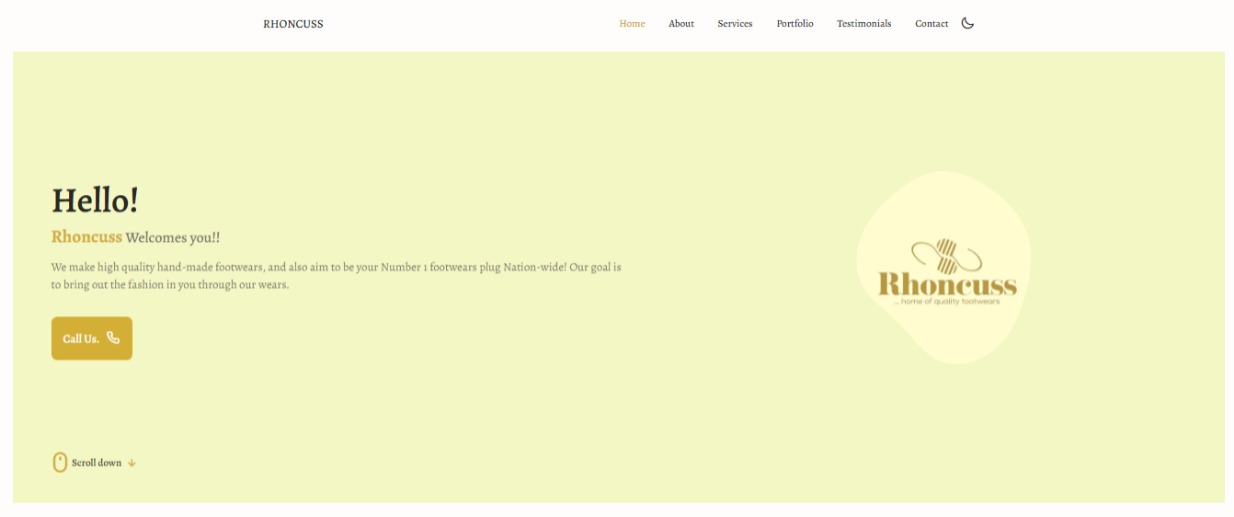 RHONCUSS
Home About Services Portfolio Testimonials Contact
Hello!
Rhoncuss Welcomes you!!
We make high quality hand-made footwears, and also aim to be your Number 1 footwears plug Nation-wide! Our goal is
to bring out the fashion in you through our wears.
Call Us.
Rhoncuss
... home of quality footwears
Scroll down